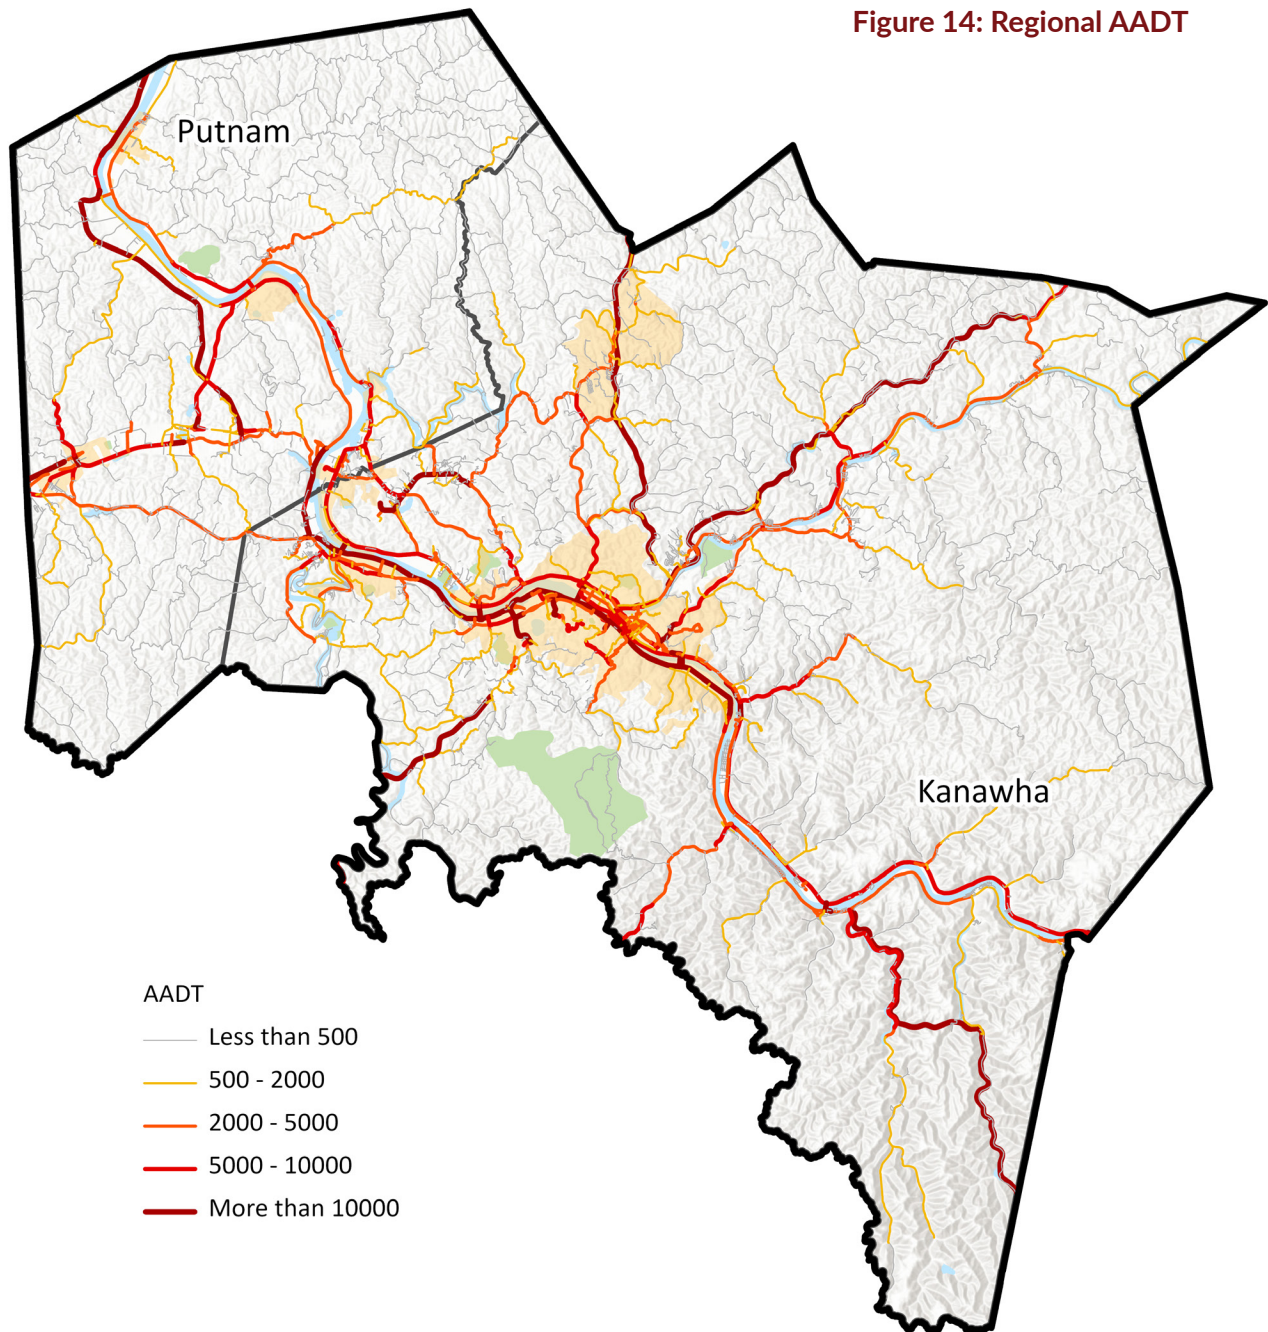 Figure 14: Regional AADT
Putnam
Kanawha
AADT
Less than 500
500 - 2000
2000 - 5000
5000 - 10000
More than 10000